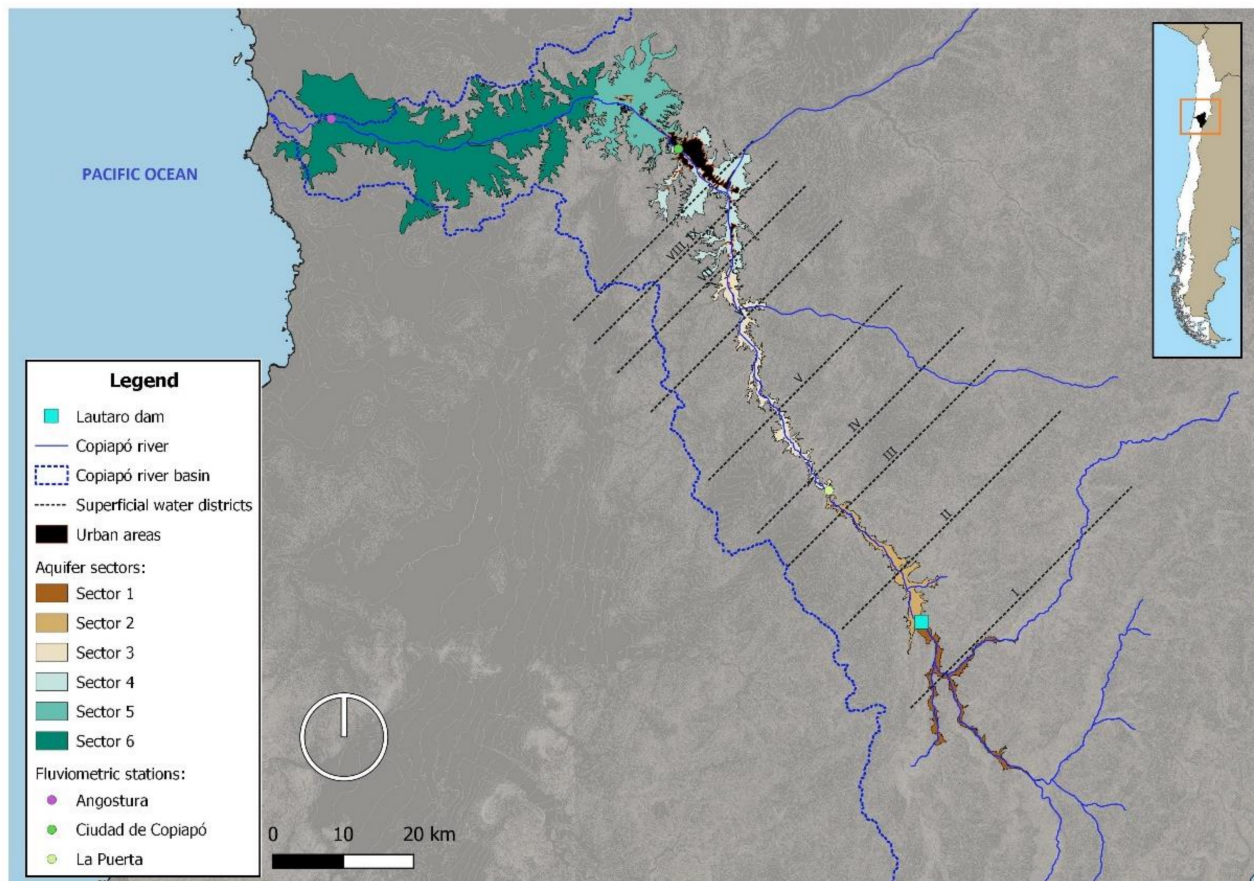 PACIFIC OCEAN
VIII
IX
VII
V
IV
III
II
I
Legend
Lautaro dam
Copiapó river
Copiapó river basin
Superficial water districts
Urban areas
Aquifer sectors:
Sector 1
Sector 2
Sector 3
Sector 4
Sector 5
Sector 6
Fluviometric stations:
Angostura
Ciudad de Copiapó
La Puerta
0 10 20 km